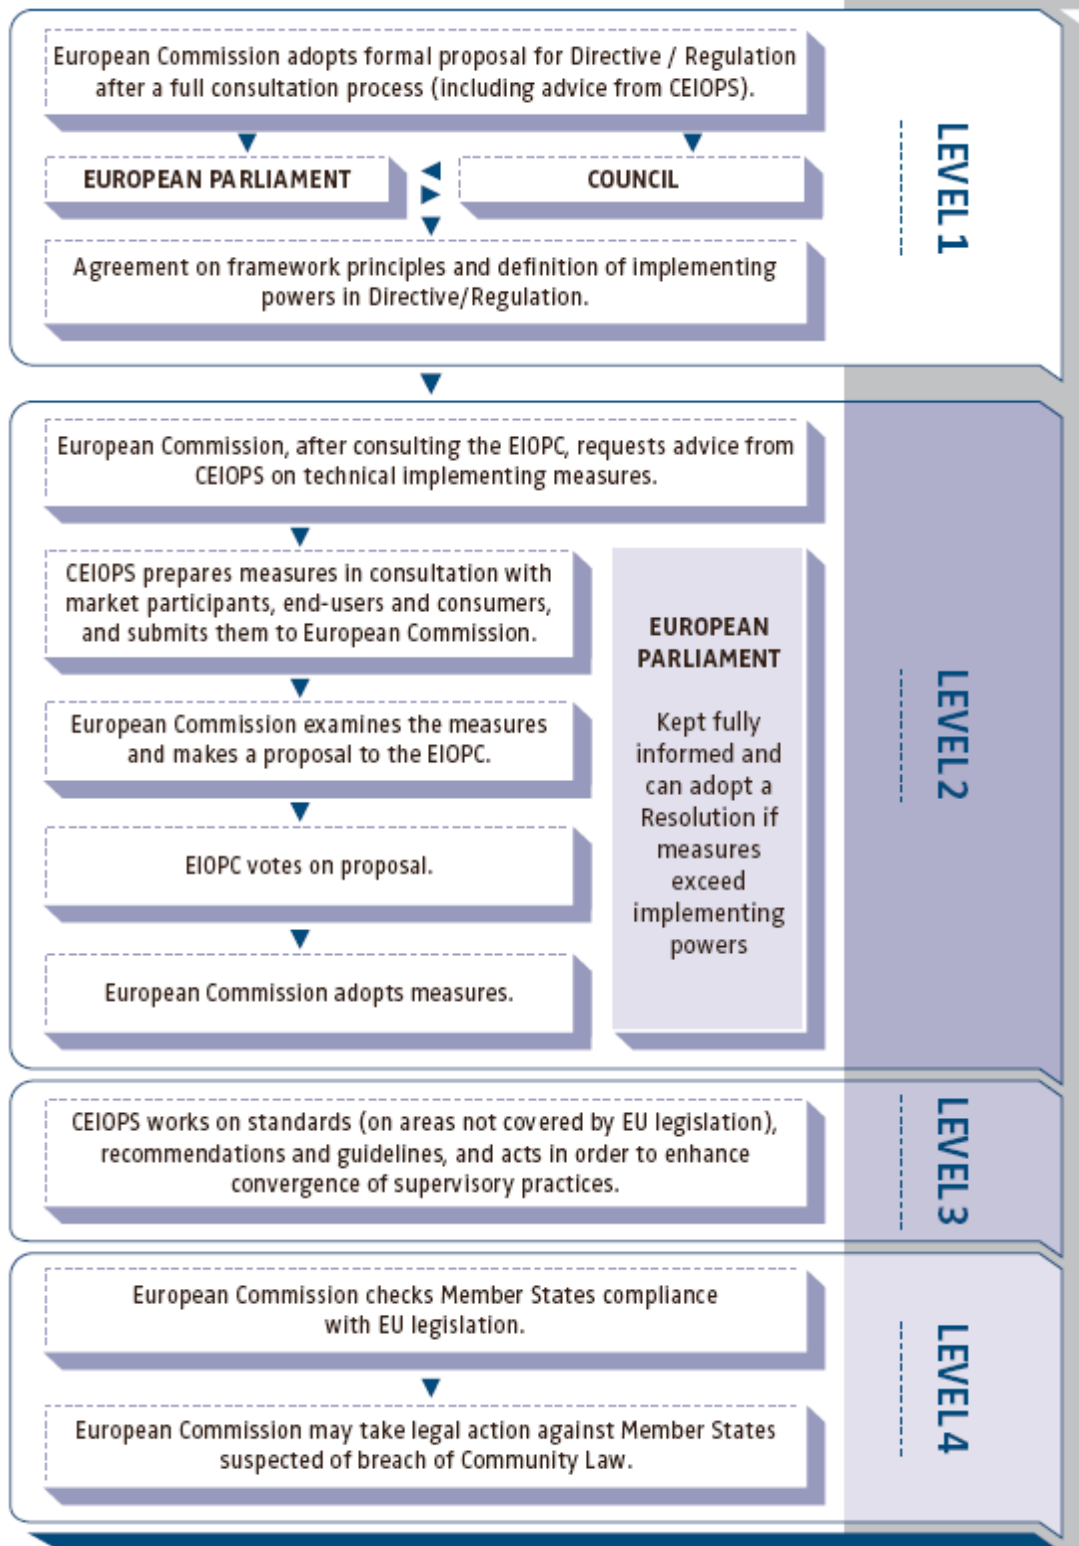 European Commission adopts formal proposal for Directive / Regulation
after a full consultation process (including advice from CEIOPS).
EUROPEAN PARLIAMENT
COUNCIL
Agreement on framework principles and definition of implementing
powers in Directive/Regulation.
LEVEL 1
European Commission, after consulting the EIOPC, requests advice from
CEIOPS on technical implementing measures.
CEIOPS prepares measures in consultation with
market participants, end-users and consumers,
and submits them to European Commission.
European Commission examines the measures
and makes a proposal to the EIOPC.
EIOPC votes on proposal.
European Commission adopts measures.
EUROPEAN
PARLIAMENT
Kept fully
informed and
can adopt a
Resolution if
measures
exceed
implementing
powers
LEVEL 2
CEIOPS works on standards (on areas not covered by EU legislation),
recommendations and guidelines, and acts in order to enhance
convergence of supervisory practices.
LEVEL 3
European Commission checks Member States compliance
with EU legislation.
European Commission may take legal action against Member States
suspected of breach of Community Law.
LEVEL 4